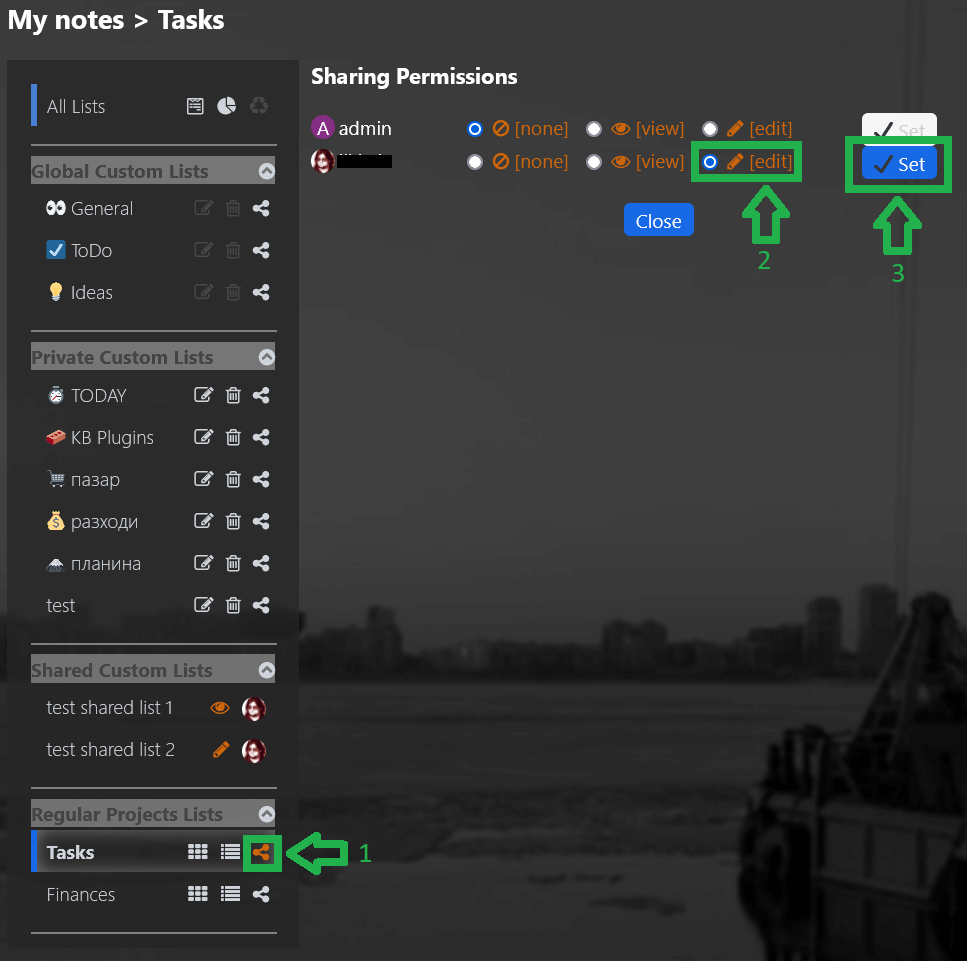 My notes > Tasks
Sharing Permissions
A admin [none] [view] [edit] Set
[none] [view] [edit] Set
Close
2
3
All Lists
Global Custom Lists
General
ToDo
Ideas
Private Custom Lists
TODAY
KB Plugins
пазар
разходи
планина
test
Shared Custom Lists
test shared list 1
test shared list 2
Regular Projects Lists
Tasks 1
Finances